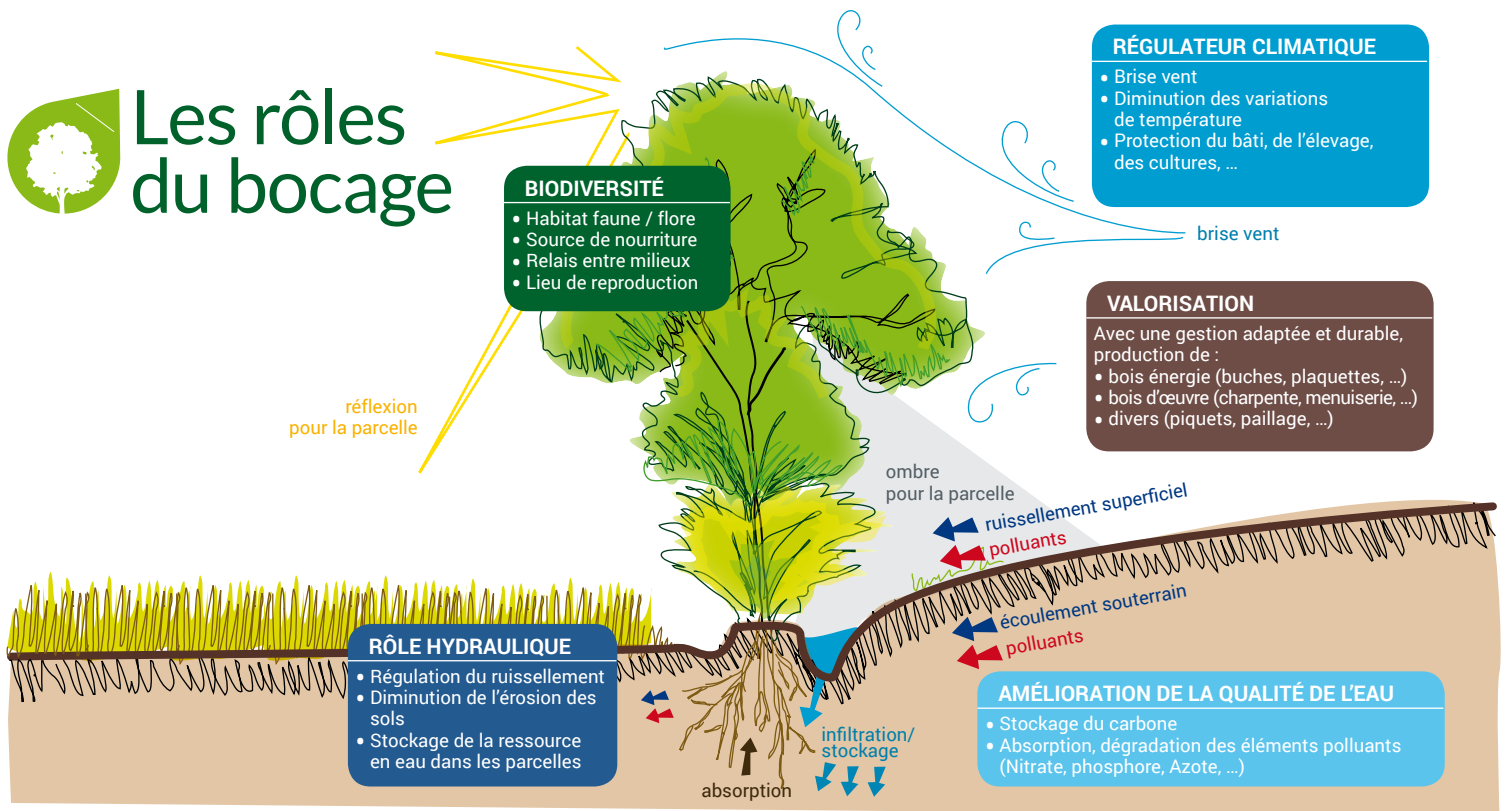 Les rôles
du bocage
BIODIVERSITÉ
• Habitat faune / flore
• Source de nourriture
• Relais entre milieux
• Lieu de reproduction
RÉGULATEUR CLIMATIQUE
• Brise vent
• Diminution des variations
de température
• Protection du bâti, de l'élevage,
des cultures, ...
brise vent
VALORISATION
Avec une gestion adaptée et durable,
production de :
• bois énergie (buches, plaquettes, ...)
• bois d'œuvre (charpente, menuiserie, ...)
• divers (piquets, paillage, ...)
réflexion
pour la parcelle
ombre
pour la parcelle
ruissellement superficiel
polluants
écoulement souterrain
polluants
RÔLE HYDRAULIQUE
• Régulation du ruissellement
• Diminution de l'érosion des
sols
• Stockage de la ressource
en eau dans les parcelles
infiltration/
stockage
absorption
AMÉLIORATION DE LA QUALITÉ DE L'EAU
• Stockage du carbone
• Absorption, dégradation des éléments polluants
(Nitrate, phosphore, Azote, ...)